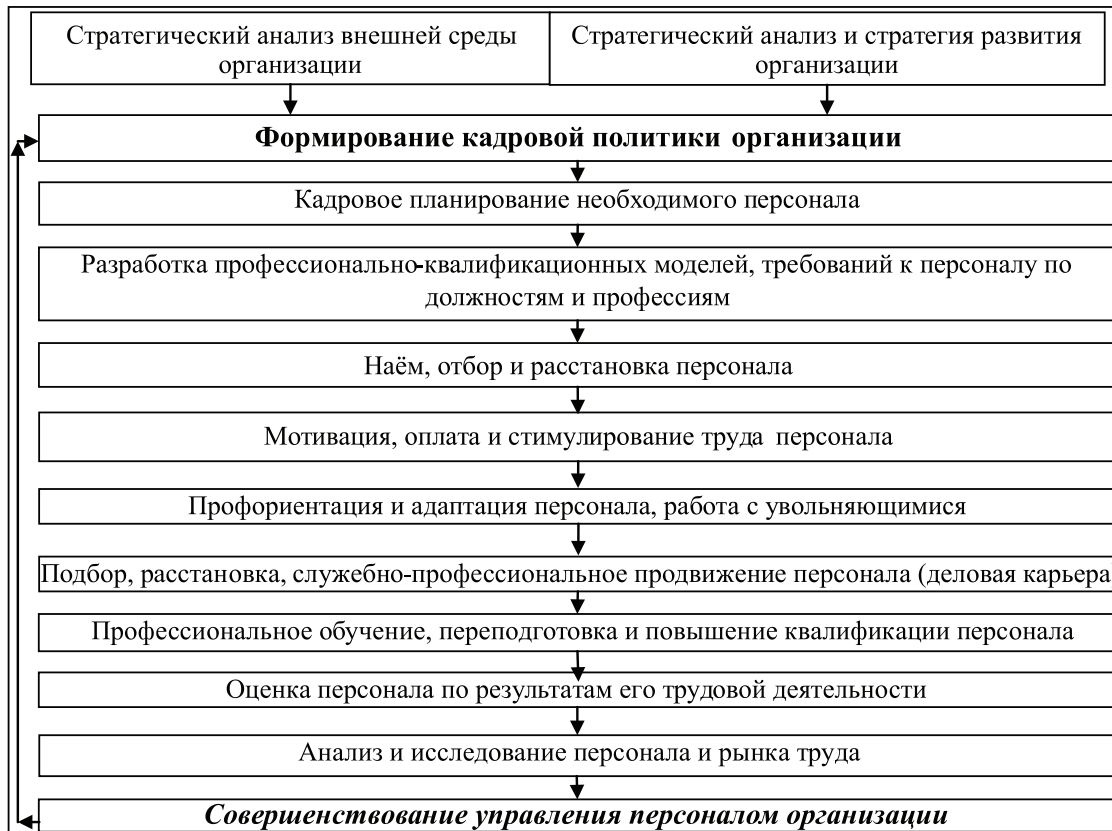 Стратегический анализ внешней среды
организации
Стратегический анализ и стратегия развития
организации
Формирование кадровой политики организации
Кадровое планирование необходимого персонала
Разработка профессионально-квалификационных моделей, требований к персоналу по
должностям и профессиям
Наём, отбор и расстановка персонала
Мотивация, оплата и стимулирование труда персонала
Профориентация и адаптация персонала, работа с увольняющимися
Подбор, расстановка, служебно-профессиональное продвижение персонала (деловая карьера
Профессиональное обучение, переподготовка и повышение квалификации персонала
Оценка персонала по результатам его трудовой деятельности
Анализ и исследование персонала и рынка труда
Совершенствование управления персоналом организации